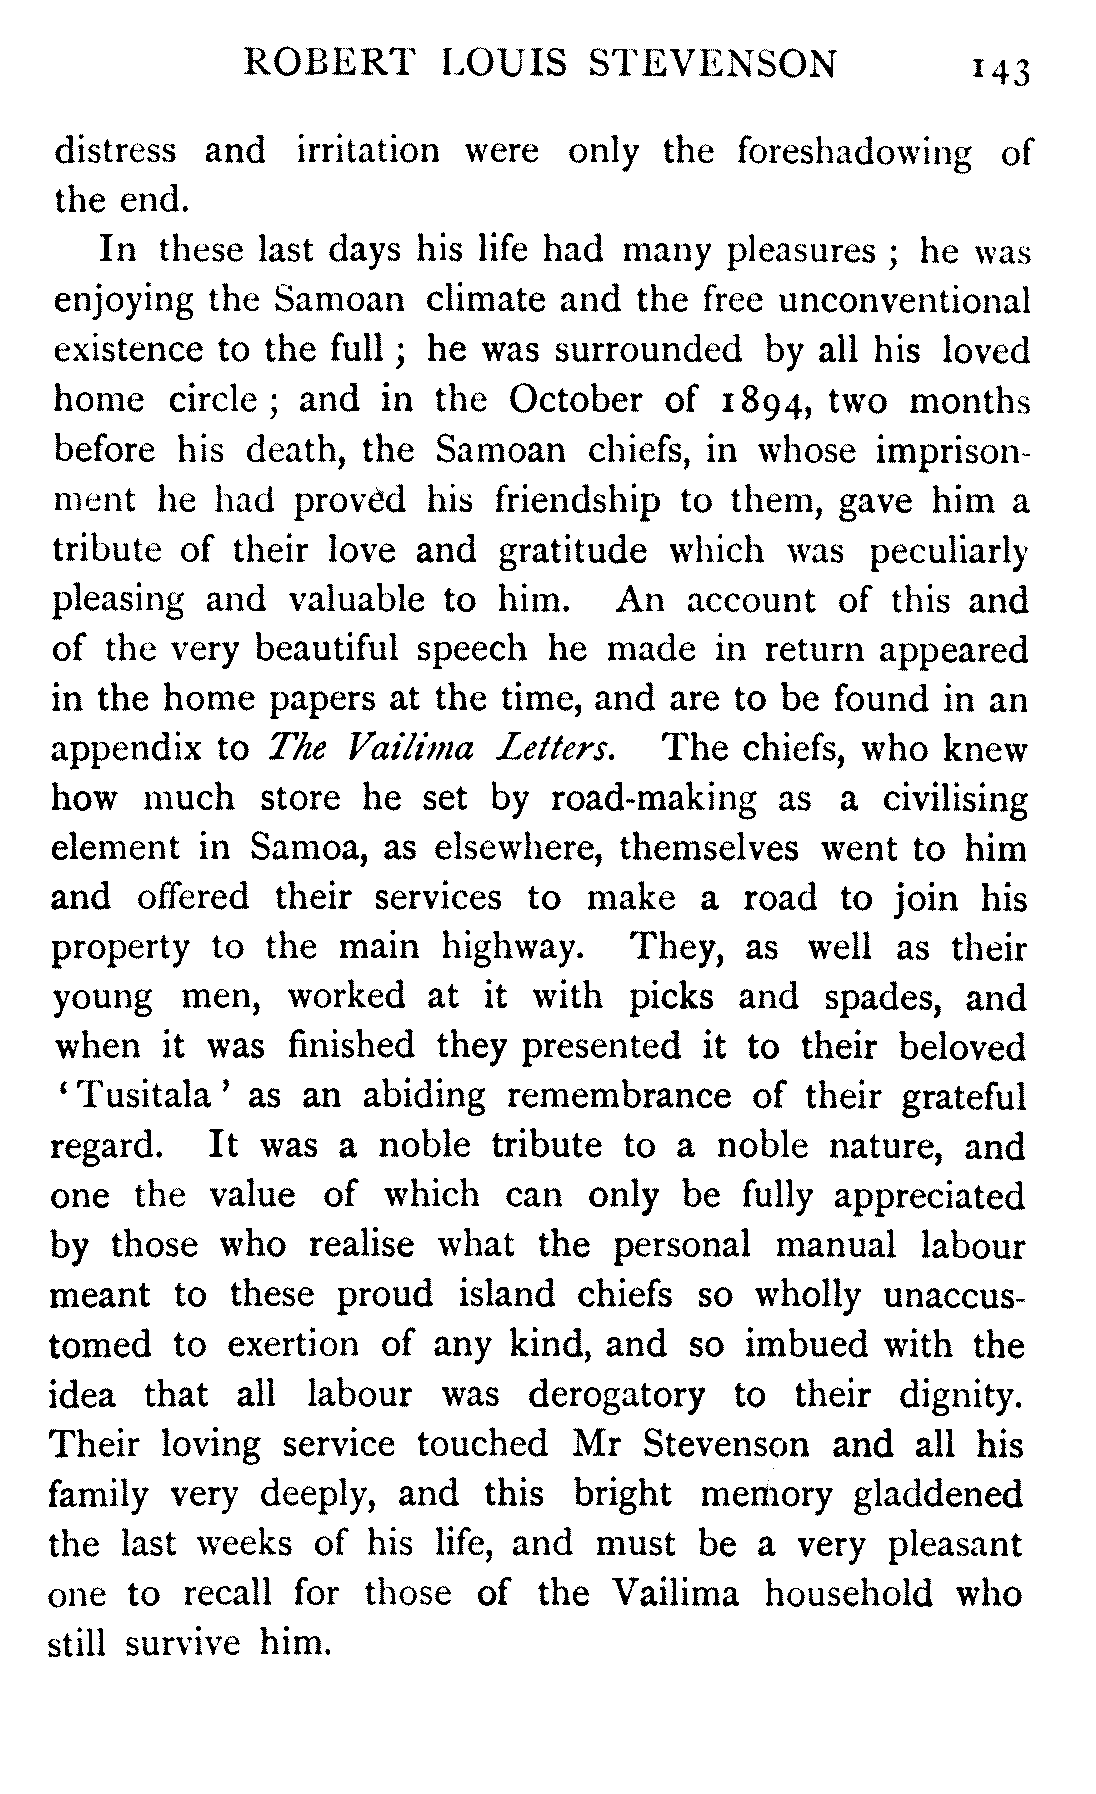 ROBERT LOUIS STEVENSON 143
distress and irritation were only the foreshadowing of
the end.
In these last days his life had many pleasures ; he was
enjoying the Samoan climate and the free unconventional
existence to the full ; he was surrounded by all his loved
home circle ; and in the October of 1894, two months
before his death, the Samoan chiefs, in whose imprison-
ment he had proved his friendship to them, gave him a
tribute of their love and gratitude which was peculiarly
pleasing and valuable to him. An account of this and
of the very beautiful speech he made in return appeared
in the home papers at the time, and are to be found in an
appendix to The Vailima Letters. The chiefs, who knew
how much store he set by road-making as a civilising
element in Samoa, as elsewhere, themselves went to him
and offered their services to make a road to join his
property to the main highway. They, as well as their
young men, worked at it with picks and spades, and
when it was finished they presented it to their beloved
‘ Tusitala ’ as an abiding remembrance of their grateful
regard. It was a noble tribute to a noble nature, and
one the value of which can only be fully appreciated
by those who realise what the personal manual labour
meant to these proud island chiefs so wholly unaccus-
tomed to exertion of any kind, and so imbued with the
idea that all labour was derogatory to their dignity.
Their loving service touched Mr Stevenson and all his
family very deeply, and this bright memory gladdened
the last weeks of his life, and must be a very pleasant
one to recall for those of the Vailima household who
still survive him.